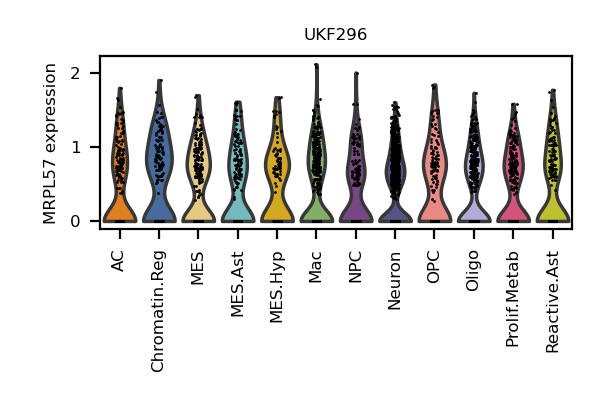 UKF296
MRPL57 expression
2
1
0
AC
Chromatin.Reg
MES
MES.Ast
MES.Hyp
Mac
NPC
Neuron
OPC
Oligo
Prolif.Metab
Reactive.Ast